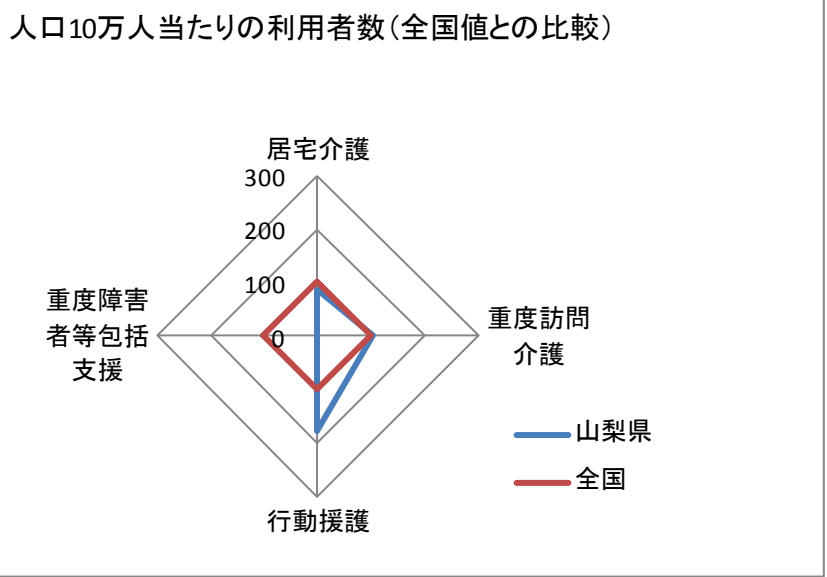 人口10万人当たりの利用者数（全国値との比較）
居宅介護
300
200
100
0
重度障害
者等包括
支援
重度訪問
介護
行動援護
山梨県
全国